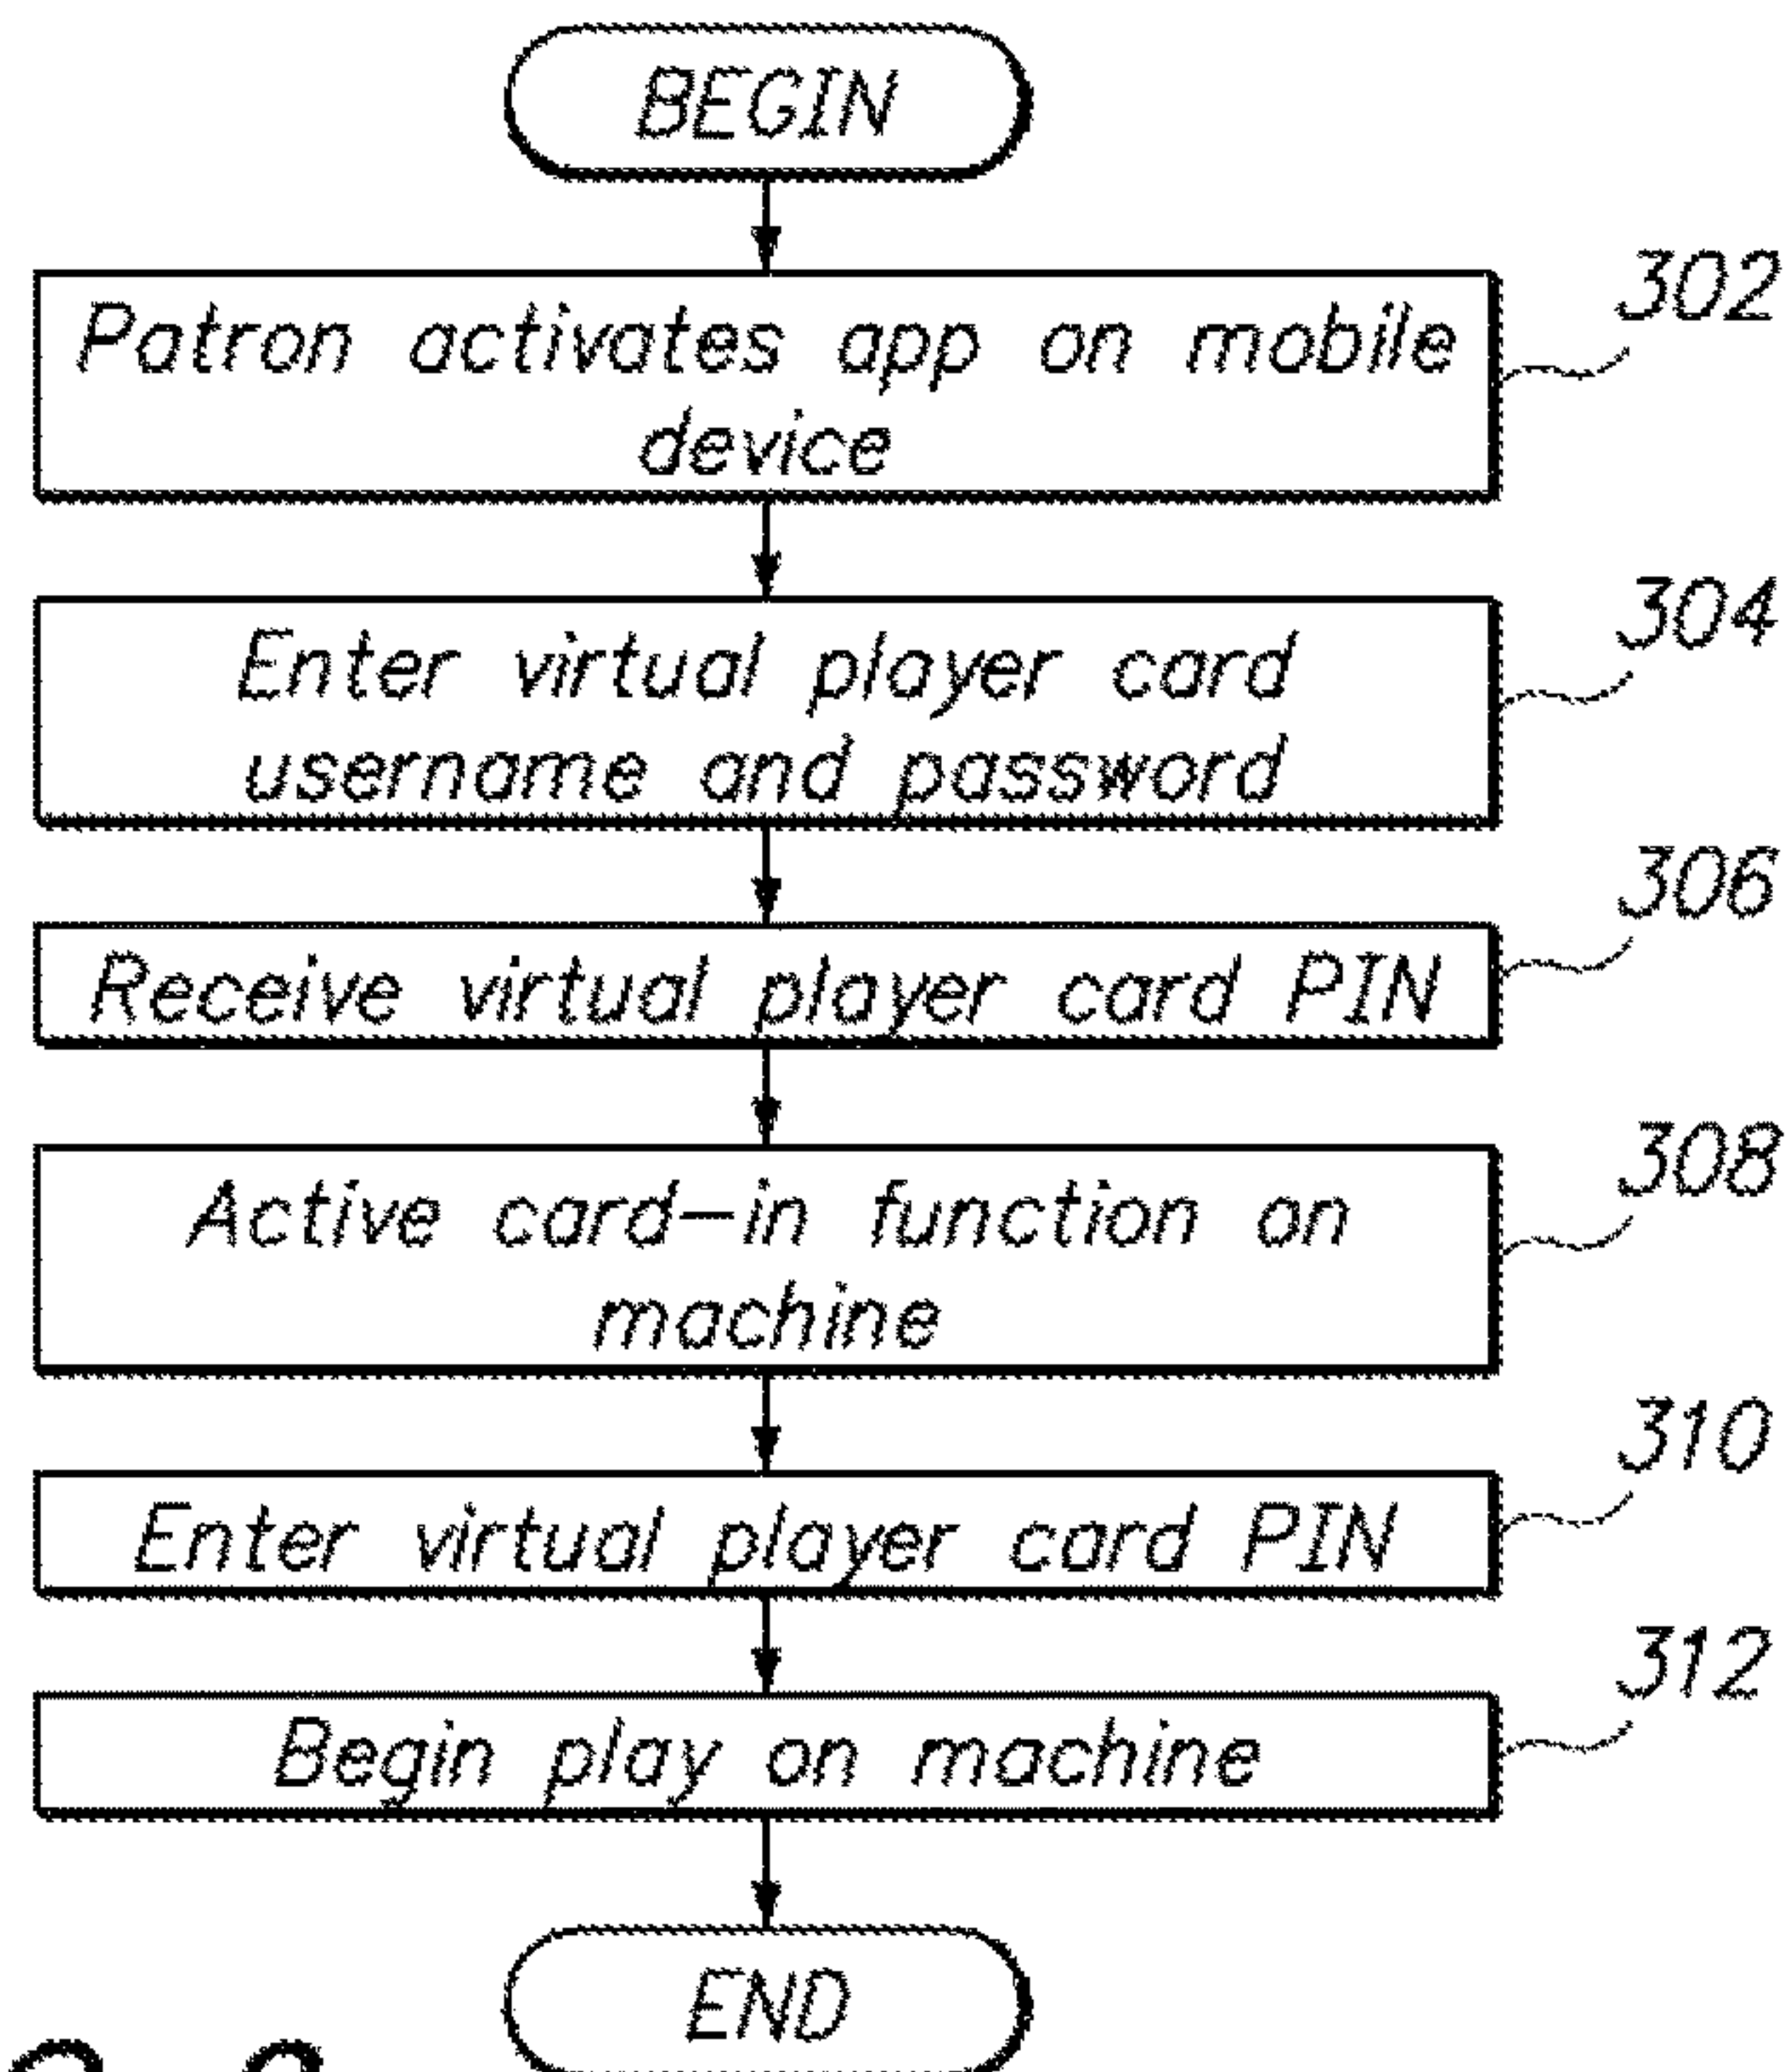 BEGIN
302
Patron activates app on mobile
device
304
Enter virtual player card
username and password
306
Receive virtual player card PIN
308
Active card-in function on
machine
310
Enter virtual player card PIN
312
Begin play on machine
END